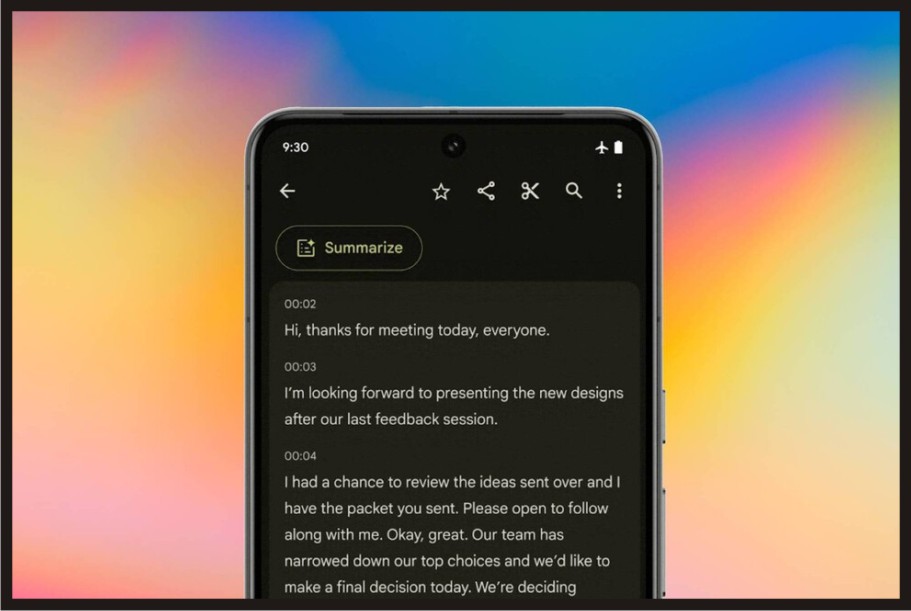 9:30
Summarize
00:02
Hi, thanks for meeting today, everyone.
00:03
I'm looking forward to presenting the new designs
after our last feedback session.
00:04
I had a chance to review the ideas sent over and I
have the packet you sent. Please open to follow
along with me. Okay, great. Our team has
narrowed down our top choices and we'd like to
make a final decision today. We're deciding